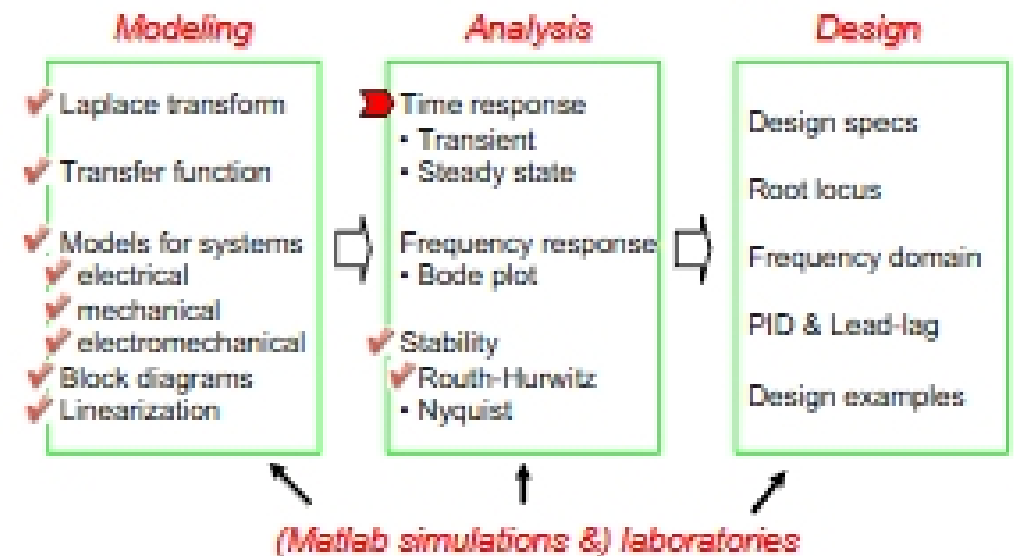 Modeling
Laplace transform
Transfer function
Models for systems
electrical
mechanical
electromechanical
Block diagrams
Linearization
Analysis
Time response
• Transient
• Steady state
Frequency response
• Bode plot
Stability
Routh-Hurwitz
• Nyquist
Design
Design specs
Root locus
Frequency domain
PID & Lead-lag
Design examples
(Matlab simulations &) laboratories